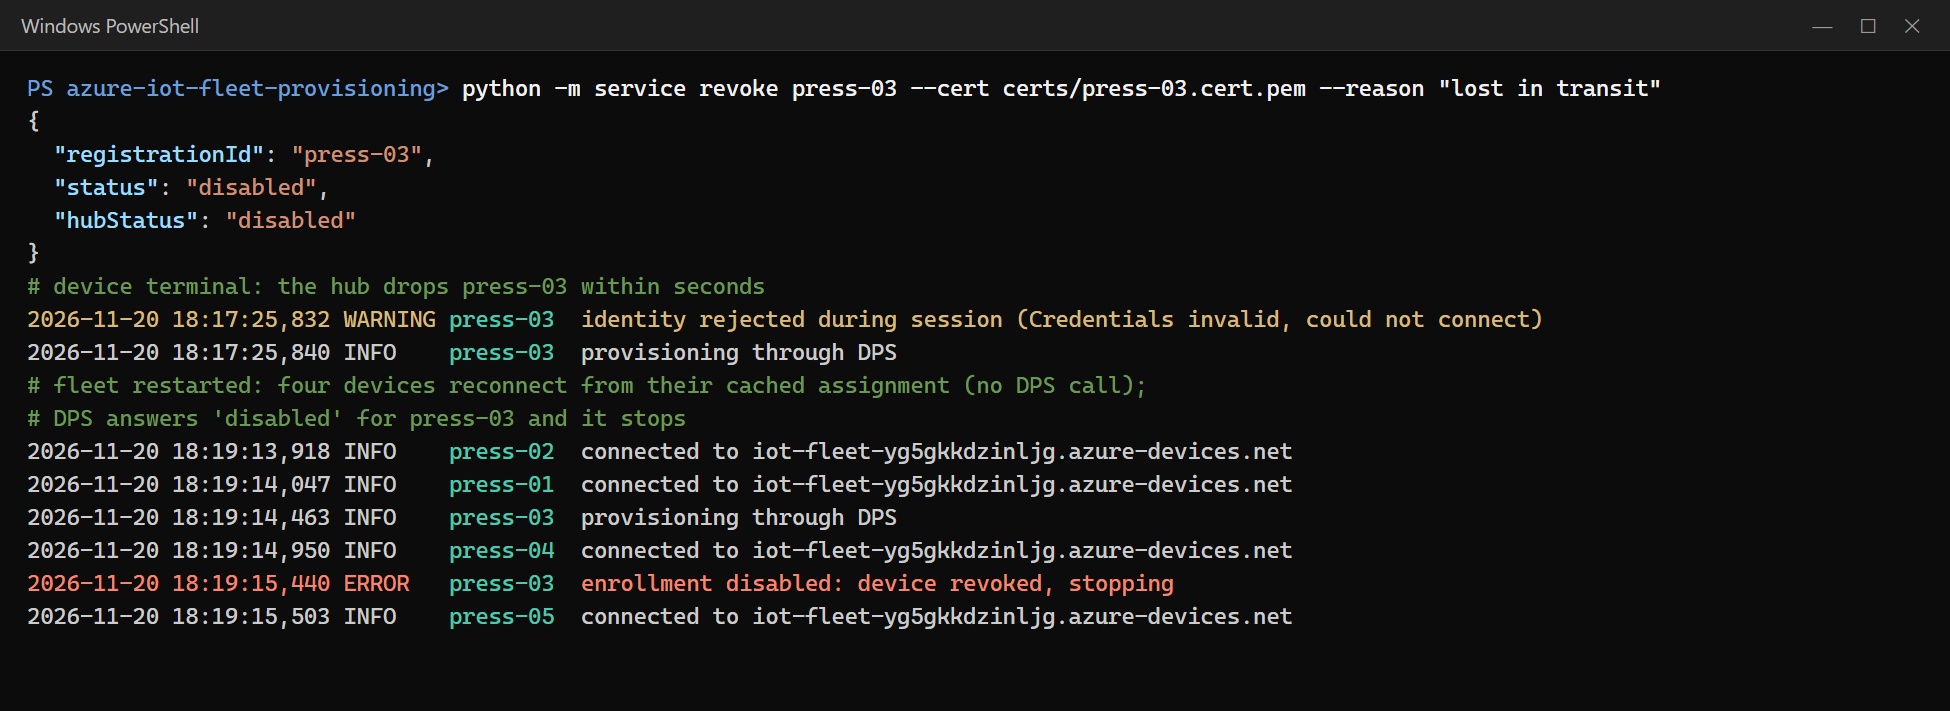 Windows PowerShell
PS azure-iot-fleet-provisioning> python -m service revoke press-03 --cert certs/press-03.cert.pem --reason "lost in transit"
{
  "registrationId": "press-03",
  "status": "disabled",
  "hubStatus": "disabled"
}
# device terminal: the hub drops press-03 within seconds
2026-11-20 18:17:25,832 WARNING press-03  identity rejected during session (Credentials invalid, could not connect)
2026-11-20 18:17:25,840 INFO    press-03  provisioning through DPS
# fleet restarted: four devices reconnect from their cached assignment (no DPS call);
# DPS answers 'disabled' for press-03 and it stops
2026-11-20 18:19:13,918 INFO    press-02  connected to iot-fleet-yg5gkkdzinljg.azure-devices.net
2026-11-20 18:19:14,047 INFO    press-01  connected to iot-fleet-yg5gkkdzinljg.azure-devices.net
2026-11-20 18:19:14,463 INFO    press-03  provisioning through DPS
2026-11-20 18:19:14,950 INFO    press-04  connected to iot-fleet-yg5gkkdzinljg.azure-devices.net
2026-11-20 18:19:15,440 ERROR   press-03  enrollment disabled: device revoked, stopping
2026-11-20 18:19:15,503 INFO    press-05  connected to iot-fleet-yg5gkkdzinljg.azure-devices.net